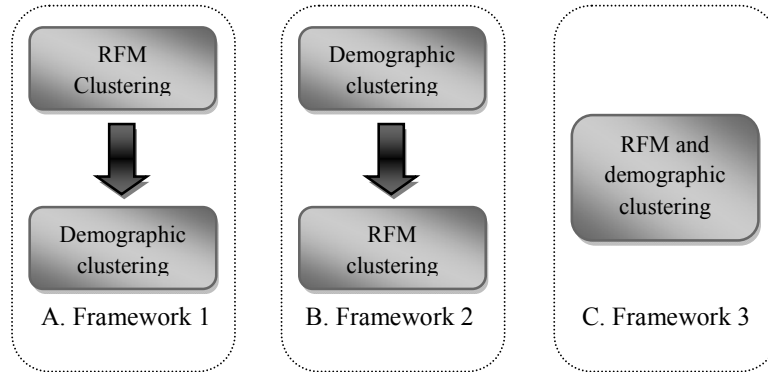 RFM
Clustering
Demographic
clustering
A. Framework 1
Demographic
clustering
RFM
clustering
B. Framework 2
RFM and
demographic
clustering
C. Framework 3